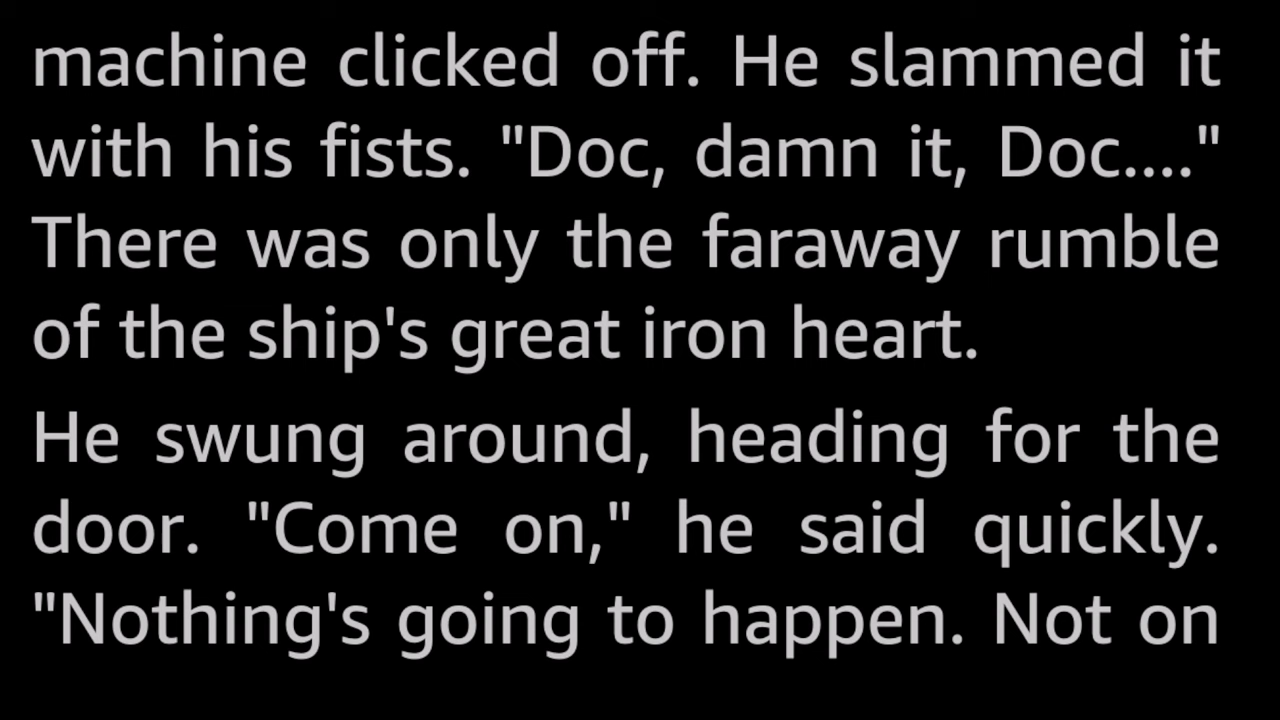 machine clicked off. He slammed it
with his fists. "Doc, damn it, Doc...."
There was only the faraway rumble
of the ship's great iron heart.
He swung around, heading for the
door. "Come on," he said quickly.
"Nothing's going to happen. Not on